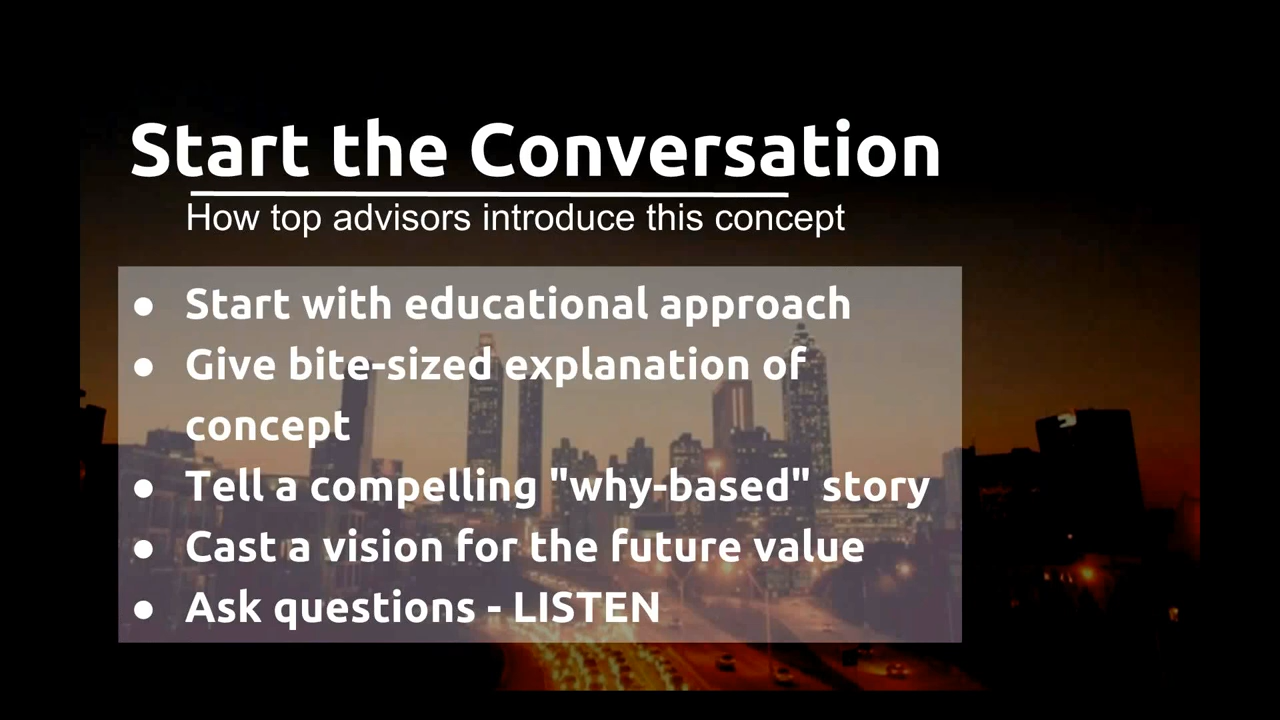 Start the Conversation
How top advisors introduce this concept
● Start with educational approach
● Give bite-sized explanation of
concept
● Tell a compelling "why-based" story
● Cast a vision for the future value
● Ask questions - LISTEN